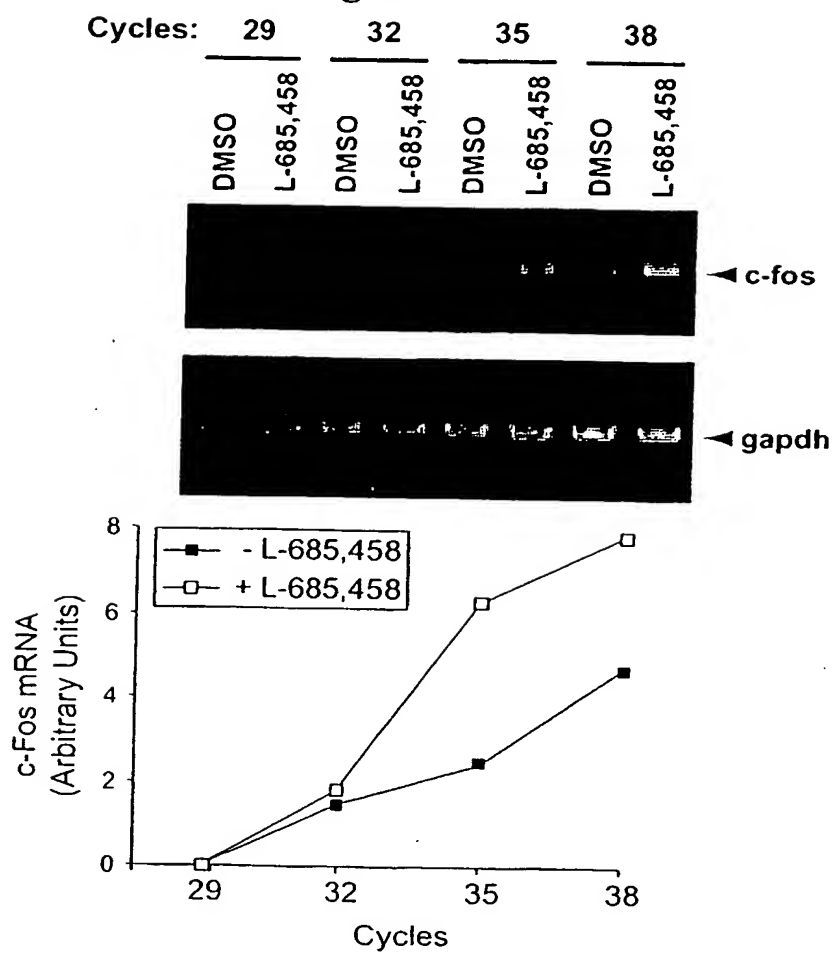 Cycles: 29 32 35 38
DMSO L-685,458 DMSO L-685,458 DMSO L-685,458 DMSO L-685,458
c-fos
gapdh
8
- L-685,458
+ L-685,458
6
4
2
0
c-Fos mRNA
(Arbitrary Units)
29 32 35 38
Cycles